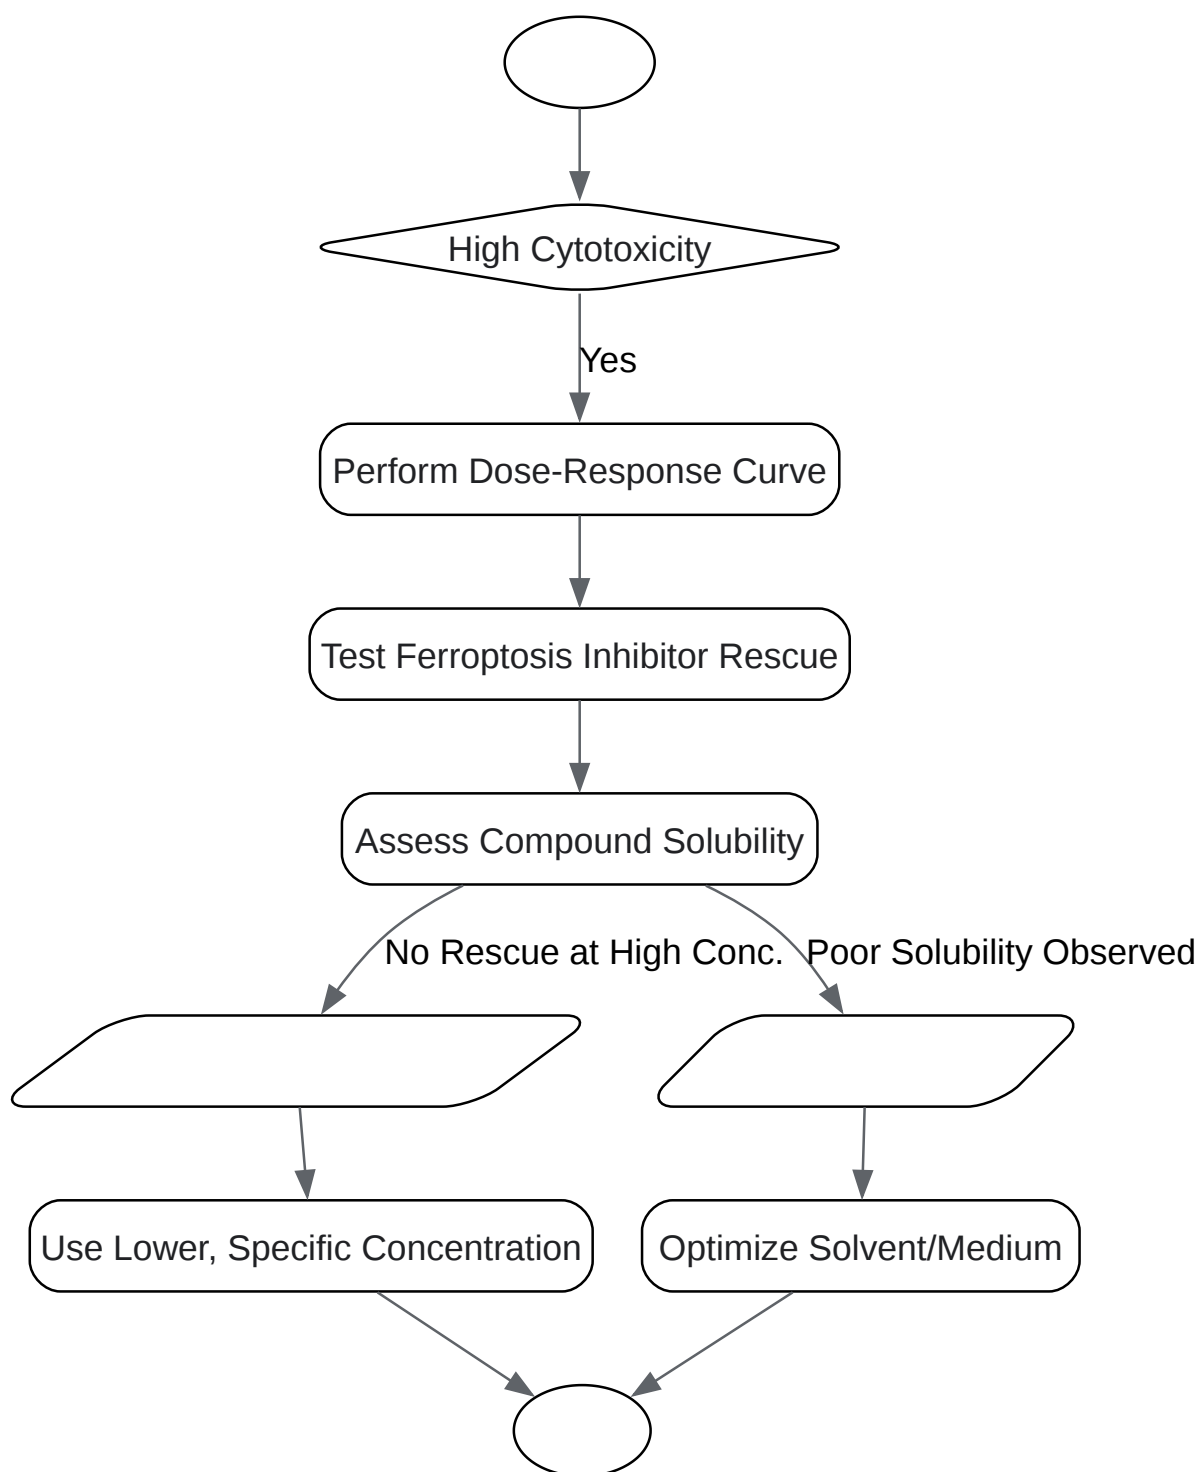 High Cytotoxicity
Yes
Perform Dose-Response Curve
Test Ferroptosis Inhibitor Rescue
Assess Compound Solubility
No Rescue at High Conc.
Poor Solubility Observed
Use Lower, Specific Concentration
Optimize Solvent/Medium